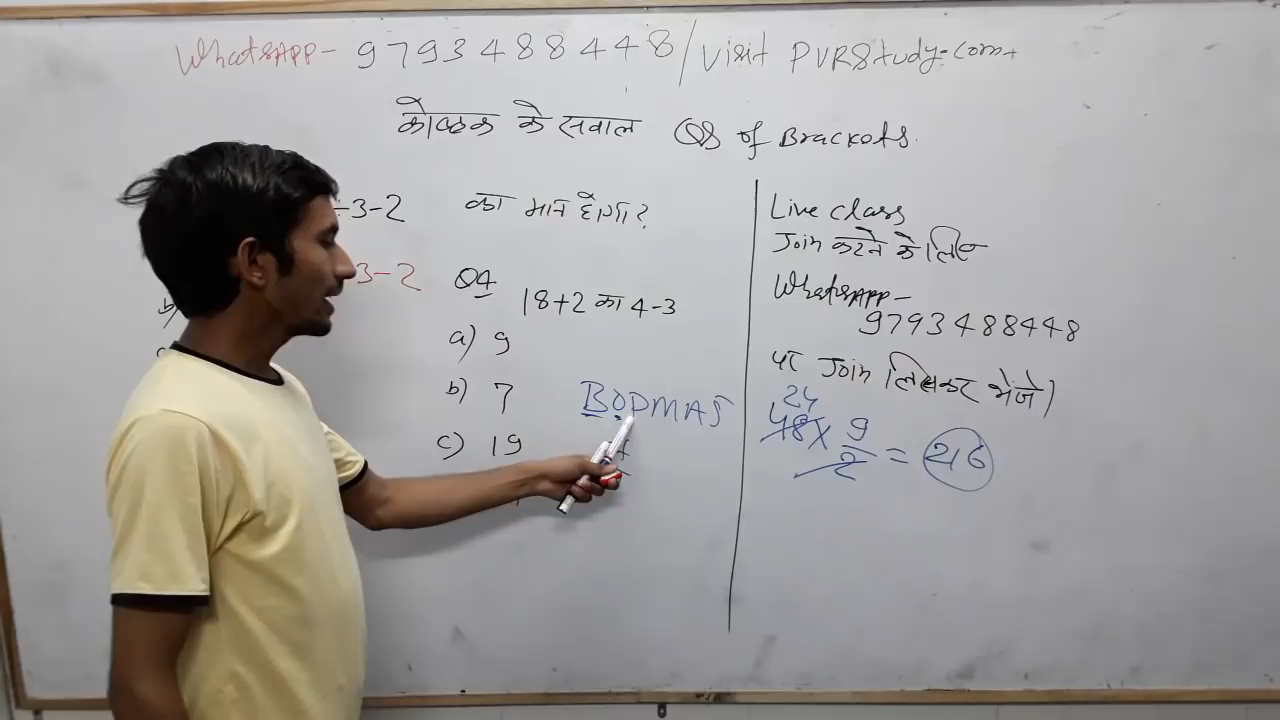 WhatsAPP- 9793488448/Visit PVRStudy.com
कोष्ठक के सवाल QS of Brackets.
-3-2 का मान होगा?
3-2
Q4
18+2 का 4-3
a) 9
b) 7
c) 19
b)
BODMAS
Live class
Join करने के लिए
WhatsAPP-
9793488448
पर Join लिखकर भेजे।
24
48× 9/2 = 216